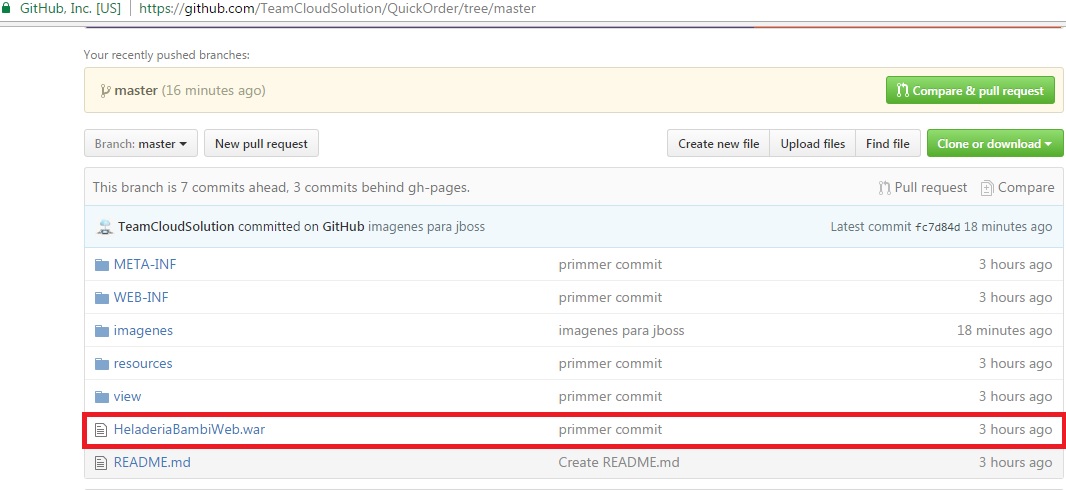 GitHub, Inc. [US] https://github.com/TeamCloudSolution/QuickOrder/tree/master
Your recently pushed branches:
master (16 minutes ago) Compare & pull request
Branch: master New pull request Create new file Upload files Find file Clone or download
This branch is 7 commits ahead, 3 commits behind gh-pages. Pull request Compare
TeamCloudSolution committed on GitHub imagenes para jboss Latest commit fc7d84d 18 minutes ago
META-INF primmer commit 3 hours ago
WEB-INF primmer commit 3 hours ago
imagenes imagenes para jboss 18 minutes ago
resources primmer commit 3 hours ago
view primmer commit 3 hours ago
HeladeriaBambiWeb.war primmer commit 3 hours ago
README.md Create README.md 3 hours ago